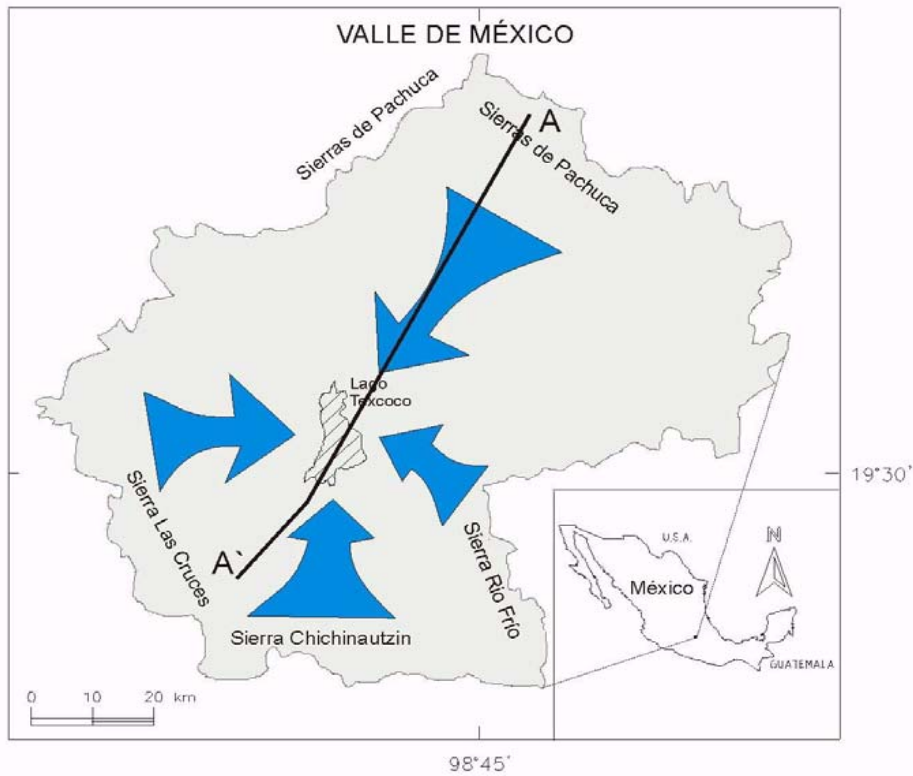 VALLE DE MÉXICO
Sierras de Pachuca
A
Sierras de Pachuca
Lago
Texcoco
19°30'
Sierra Las Cruces
A`
Sierra Río Frío
Sierra Chichinautzin
U.S.A.
N
México
GUATEMALA
0 10 20 km
98°45'